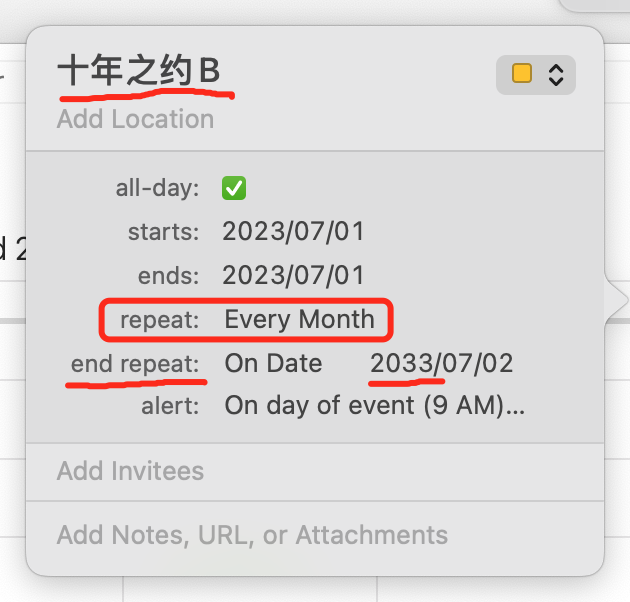 十年之约B
Add Location
all-day: ✅
starts: 2023/07/01
ends: 2023/07/01
repeat: Every Month
end repeat: On Date 2033/07/02
alert: On day of event (9 AM)...
Add Invitees
Add Notes, URL, or Attachments